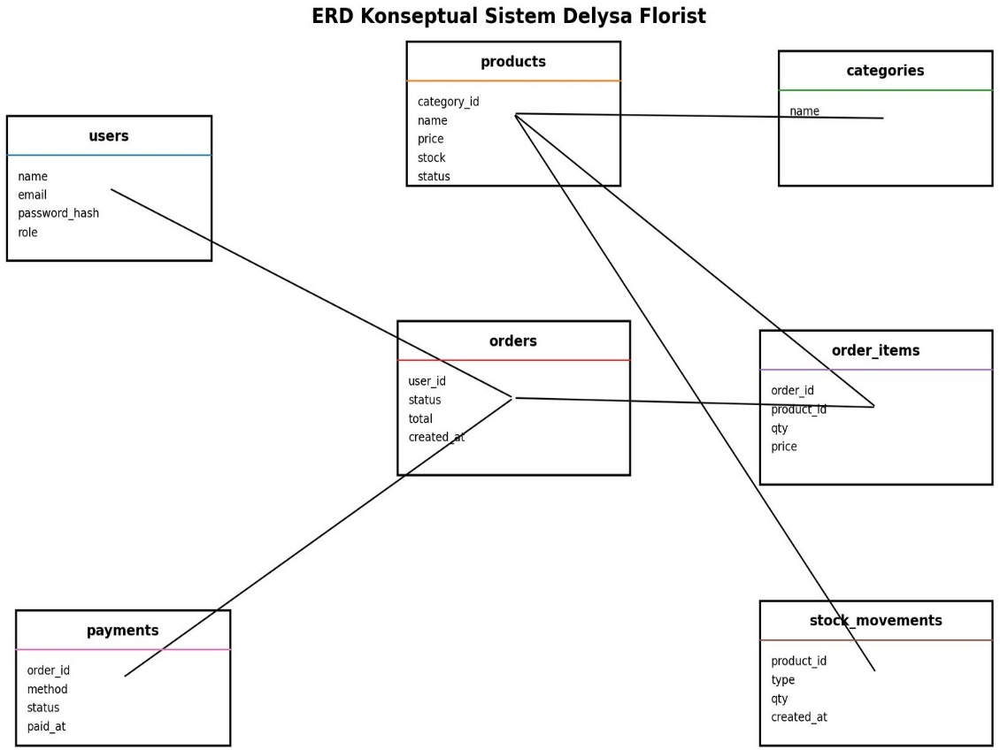 ERD Konseptual Sistem Delysa Florist
products
category_id
name
price
stock
status
categories
name
users
name
email
password_hash
role
orders
user_id
status
total
created_at
order_items
order_id
product_id
qty
price
payments
order_id
method
status
paid_at
stock_movements
product_id
type
qty
created_at